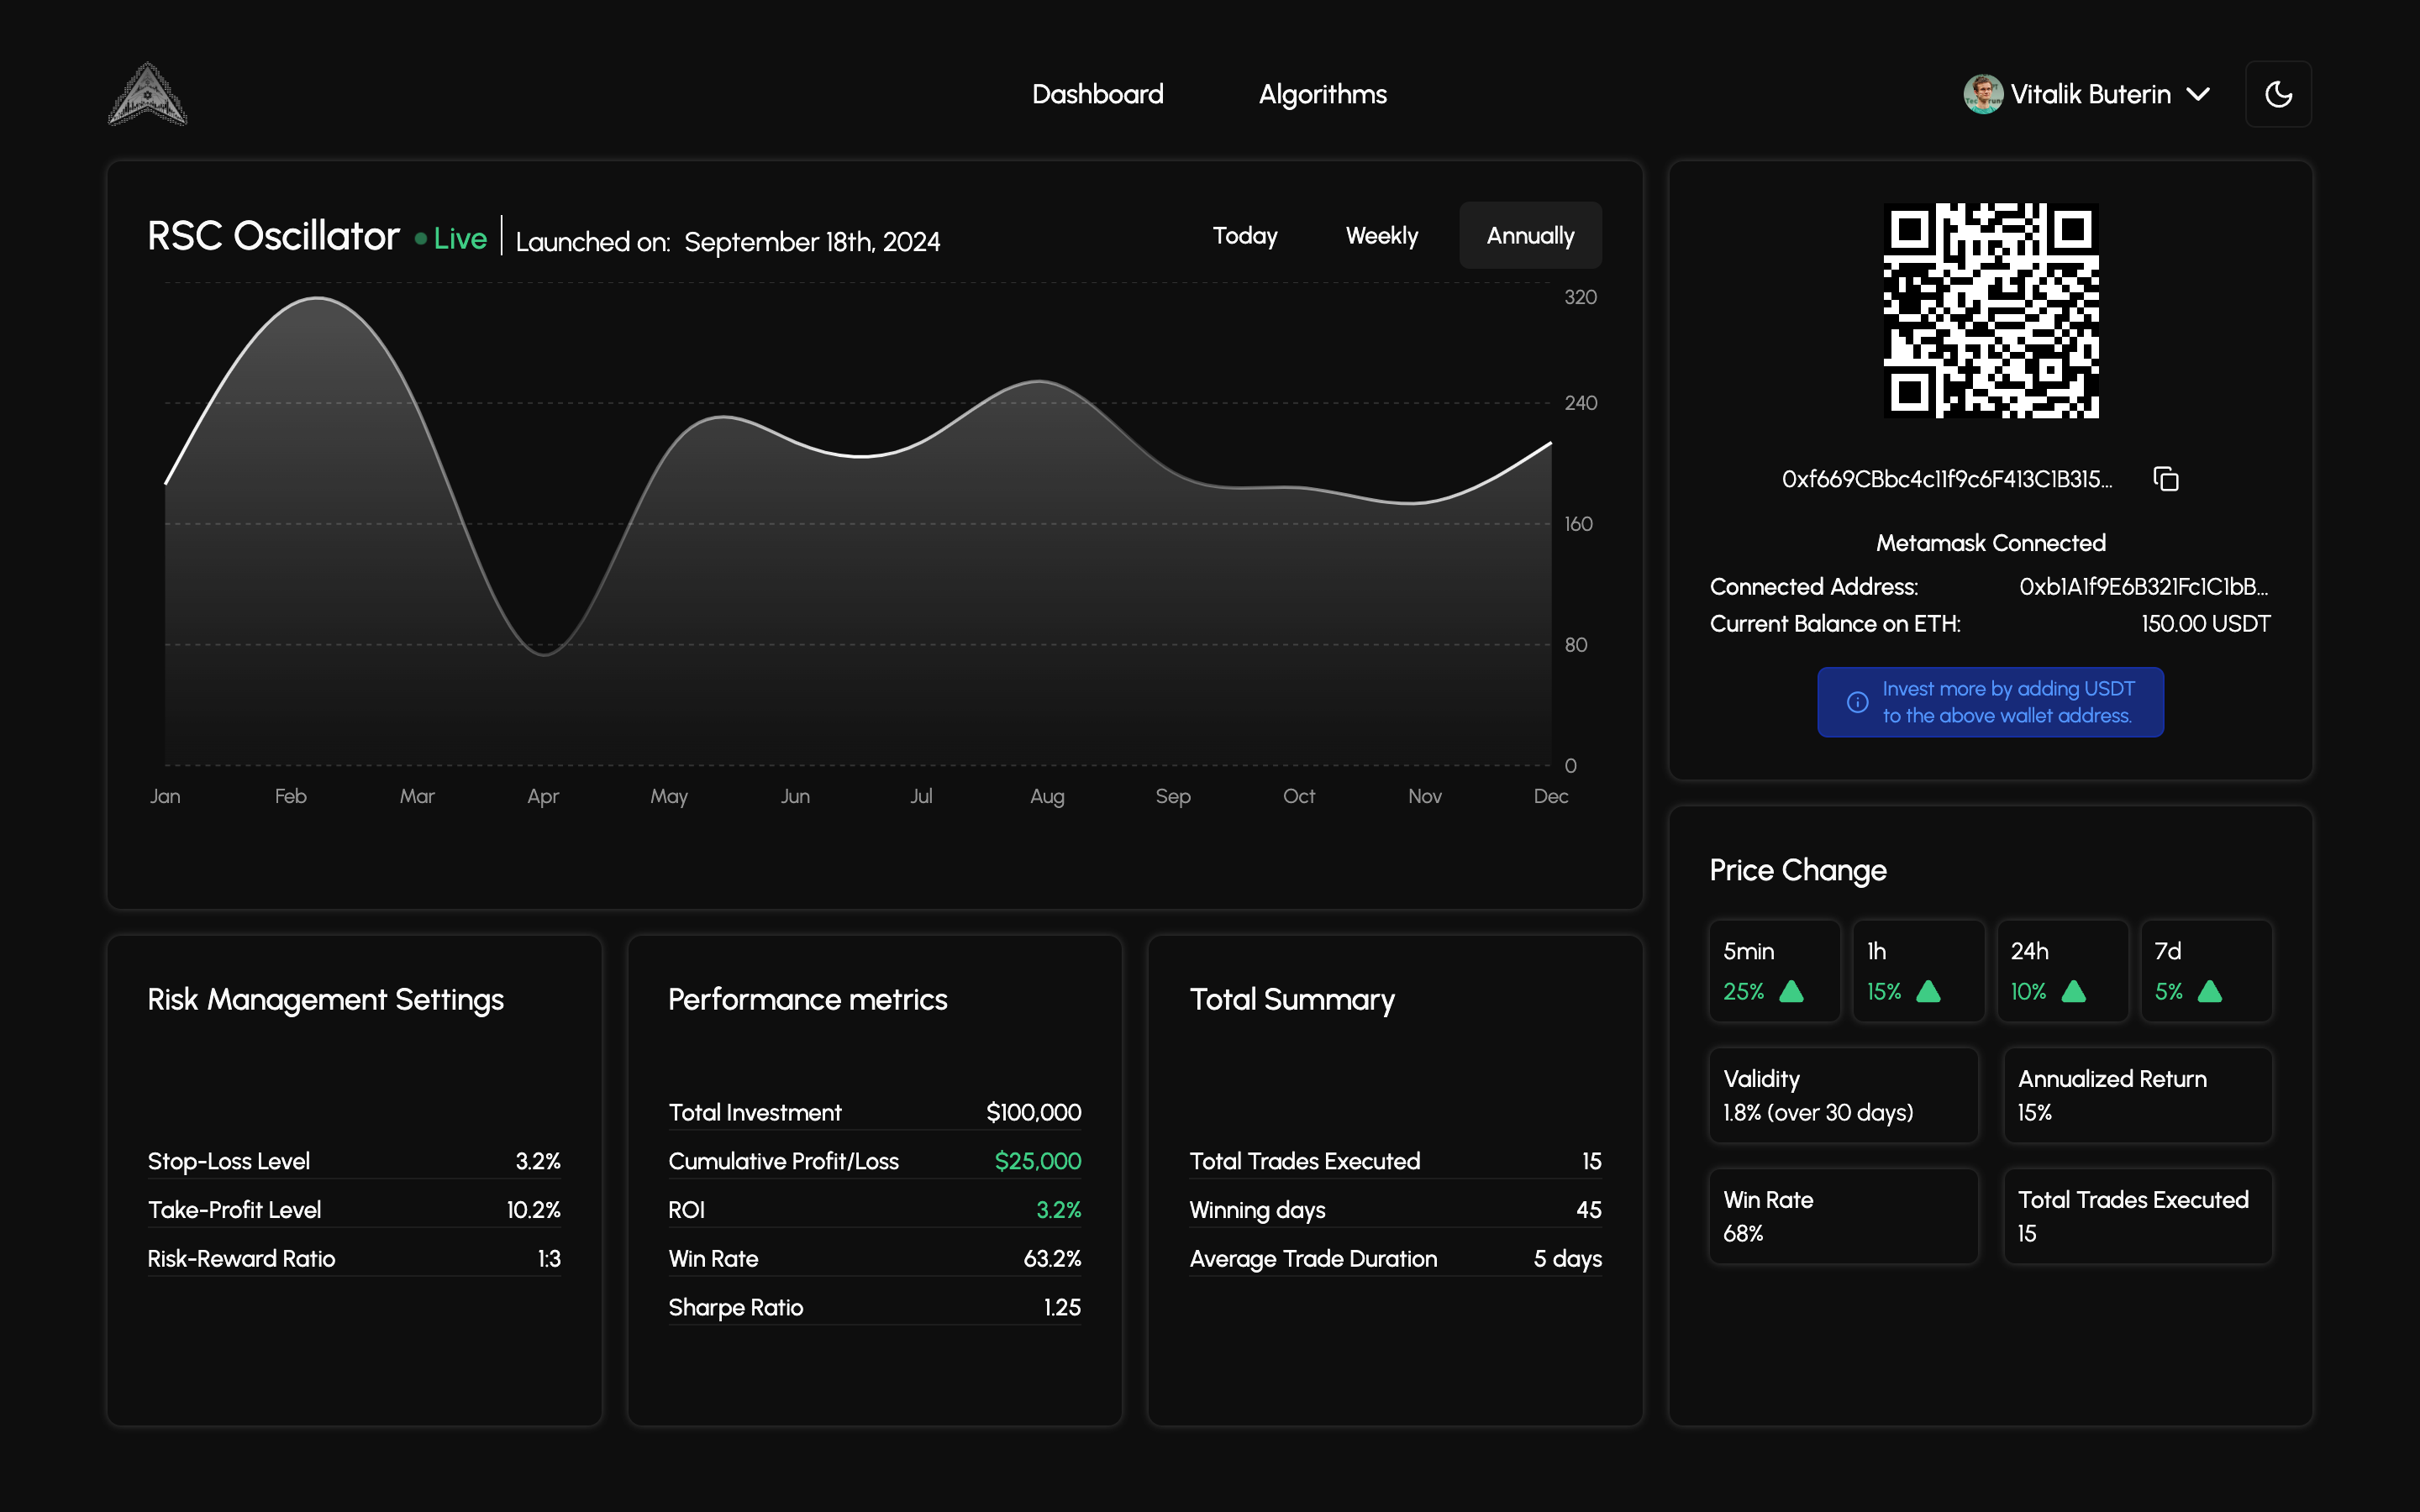 Dashboard
Algorithms
Vitalik Buterin
RSC Oscillator
Live
Launched on: September 18th, 2024
Today
Weekly
Annually
320
240
160
80
0
Jan
Feb
Mar
Apr
May
Jun
Jul
Aug
Sep
Oct
Nov
Dec
0xf669CBbc4c11f9c6F413C1B315...
Metamask Connected
Connected Address: 0xb1A1f9E6B321Fc1C1bB...
Current Balance on ETH: 150.00 USDT
Invest more by adding USDT
to the above wallet address.
Risk Management Settings
Stop-Loss Level 3.2%
Take-Profit Level 10.2%
Risk-Reward Ratio 1:3
Performance metrics
Total Investment $100,000
Cumulative Profit/Loss $25,000
ROI 3.2%
Win Rate 63.2%
Sharpe Ratio 1.25
Total Summary
Total Trades Executed 15
Winning days 45
Average Trade Duration 5 days
Price Change
5min
25%
1h
15%
24h
10%
7d
5%
Validity
1.8% (over 30 days)
Annualized Return
15%
Win Rate
68%
Total Trades Executed
15